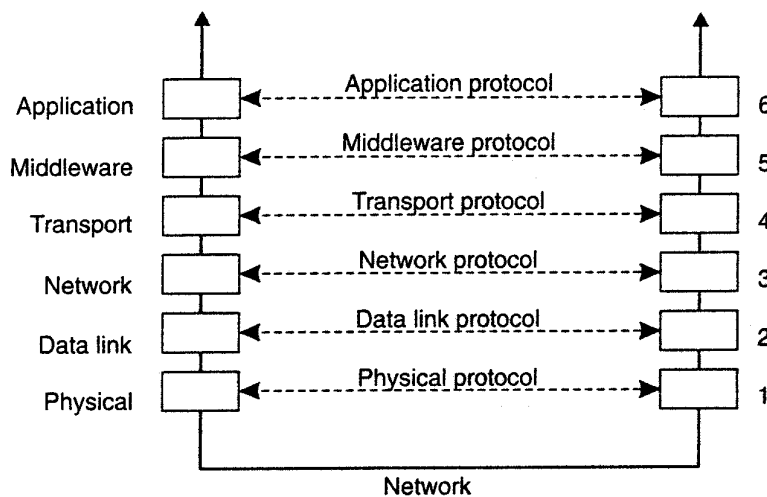 Application Application protocol 6
Middleware Middleware protocol 5
Transport Transport protocol 4
Network Network protocol 3
Data link Data link protocol 2
Physical Physical protocol 1
Network